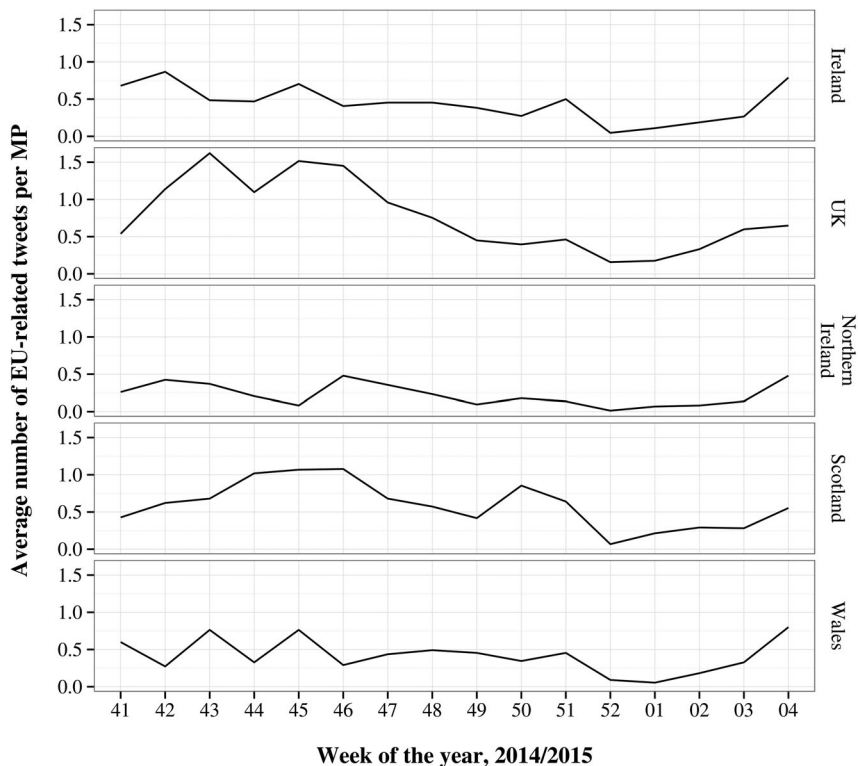 Average number of EU-related tweets per MP
1.5
1.0
0.5
0.0
Ireland
1.5
1.0
0.5
0.0
UK
1.5
1.0
0.5
0.0
Northern
Ireland
1.5
1.0
0.5
0.0
Scotland
1.5
1.0
0.5
0.0
Wales
41 42 43 44 45 46 47 48 49 50 51 52 01 02 03 04
Week of the year, 2014/2015